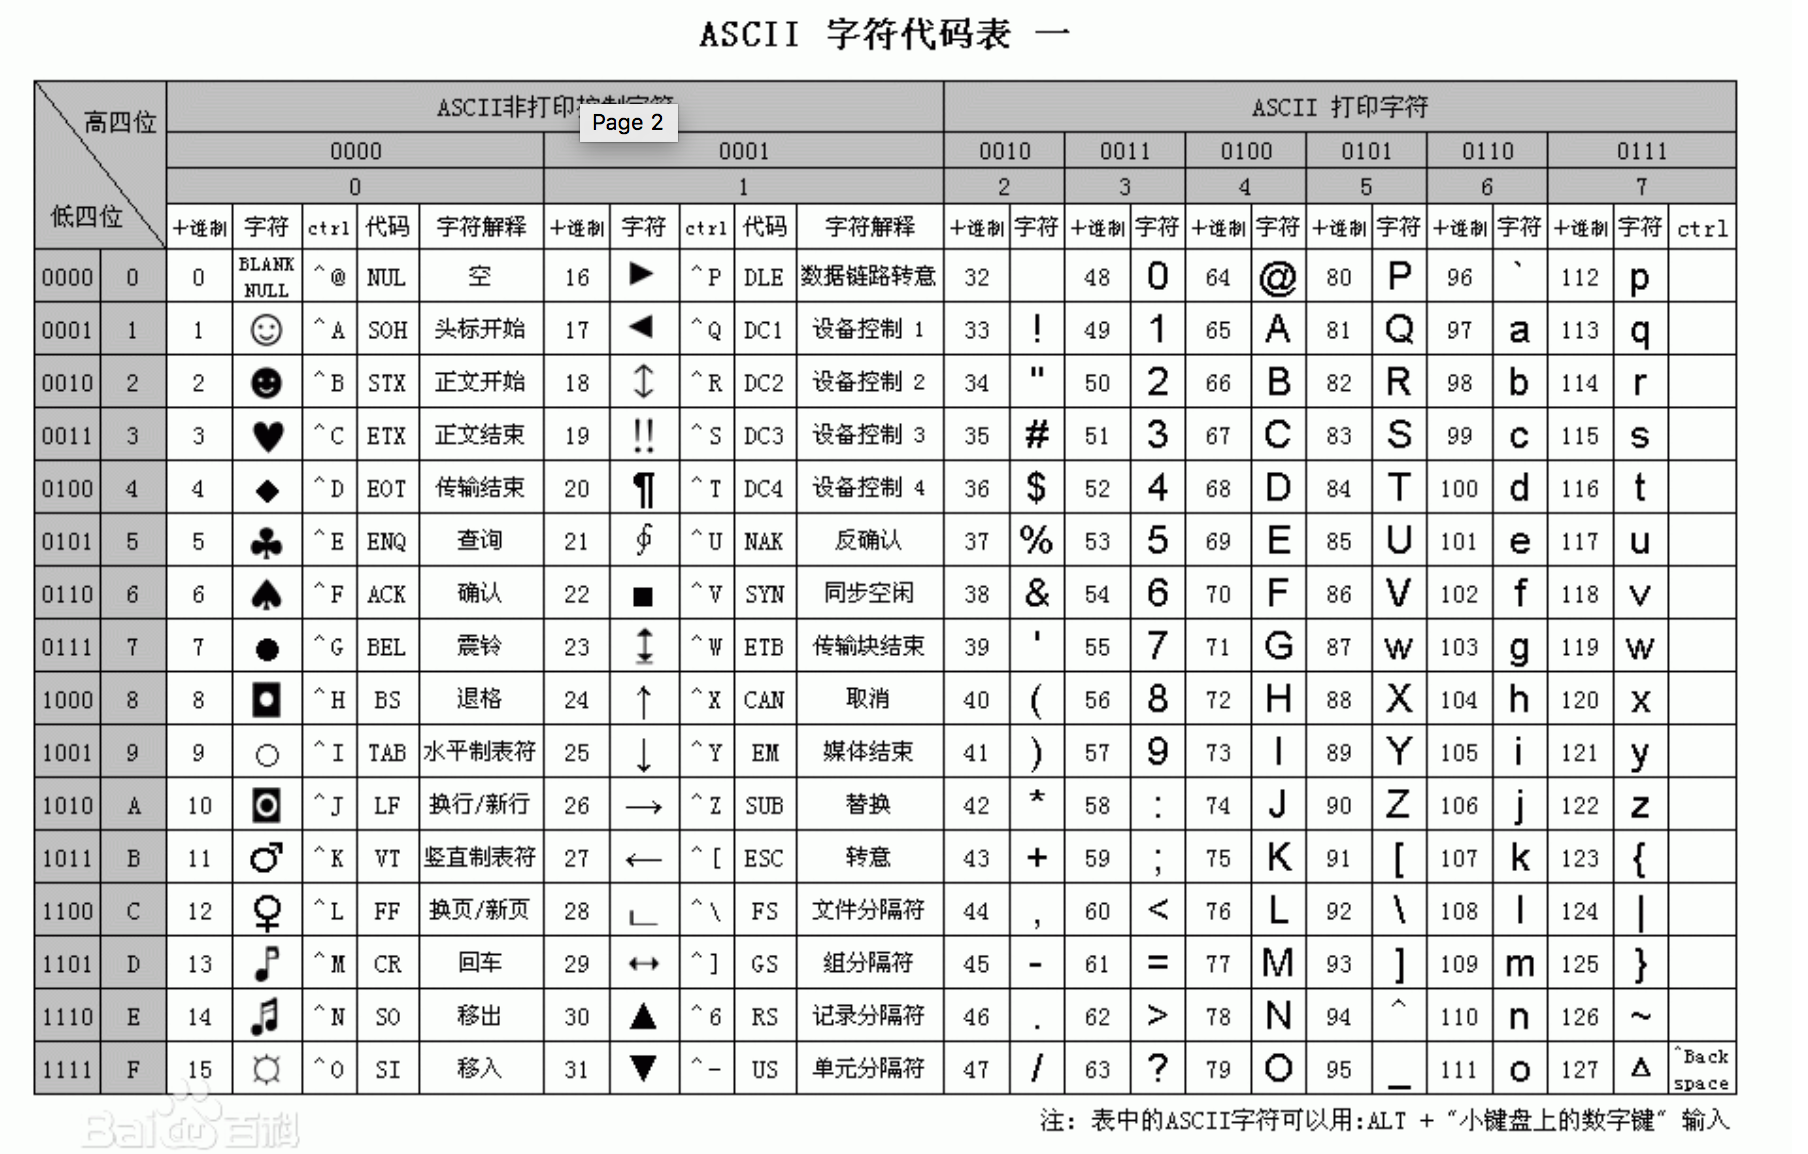 ASCII 字符代码表 一
高四位 ASCII非打印控制字符 ASCII 打印字符
Page 2
0000 0001 0010 0011 0100 0101 0110 0111
0 1 2 3 4 5 6 7
低四位 十进制 字符 ctrl 代码 字符解释 十进制 字符 ctrl 代码 字符解释 十进制 字符 十进制 字符 十进制 字符 十进制 字符 十进制 字符 十进制 字符 ctrl
0000 0 0 BLANK NULL ^@ NUL 空 16 ► ^P DLE 数据链路转意 32 48 0 64 @ 80 P 96 ` 112 p
0001 1 1 ☺ ^A SOH 头标开始 17 ◄ ^Q DC1 设备控制 1 33 ! 49 1 65 A 81 Q 97 a 113 q
0010 2 2 ☻ ^B STX 正文开始 18 ↕ ^R DC2 设备控制 2 34 " 50 2 66 B 82 R 98 b 114 r
0011 3 3 ♥ ^C ETX 正文结束 19 ‼ ^S DC3 设备控制 3 35 # 51 3 67 C 83 S 99 c 115 s
0100 4 4 ♦ ^D EOT 传输结束 20 ¶ ^T DC4 设备控制 4 36 $ 52 4 68 D 84 T 100 d 116 t
0101 5 5 ♣ ^E ENQ 查询 21 ∮ ^U NAK 反确认 37 % 53 5 69 E 85 U 101 e 117 u
0110 6 6 ♠ ^F ACK 确认 22 ■ ^V SYN 同步空闲 38 & 54 6 70 F 86 V 102 f 118 v
0111 7 7 ● ^G BEL 震铃 23 ↨ ^W ETB 传输块结束 39 ' 55 7 71 G 87 w 103 g 119 w
1000 8 8 ◘ ^H BS 退格 24 ↑ ^X CAN 取消 40 ( 56 8 72 H 88 X 104 h 120 x
1001 9 9 ○ ^I TAB 水平制表符 25 ↓ ^Y EM 媒体结束 41 ) 57 9 73 I 89 Y 105 i 121 y
1010 A 10 ◙ ^J LF 换行/新行 26 → ^Z SUB 替换 42 * 58 : 74 J 90 Z 106 j 122 z
1011 B 11 ♂ ^K VT 竖直制表符 27 ← ^[ ESC 转意 43 + 59 ; 75 K 91 [ 107 k 123 {
1100 C 12 ♀ ^L FF 换页/新页 28 ∟ ^\ FS 文件分隔符 44 , 60 < 76 L 92 \ 108 l 124 |
1101 D 13 ♪ ^M CR 回车 29 ↔ ^] GS 组分隔符 45 - 61 = 77 M 93 ] 109 m 125 }
1110 E 14 ♫ ^N SO 移出 30 ▲ ^6 RS 记录分隔符 46 . 62 > 78 N 94 ^ 110 n 126 ~
1111 F 15 ☼ ^O SI 移入 31 ▼ ^- US 单元分隔符 47 / 63 ? 79 O 95 _ 111 o 127 Δ ^Back space
注: 表中的ASCII字符可以用:ALT + "小键盘上的数字键" 输入
Bai du 百科